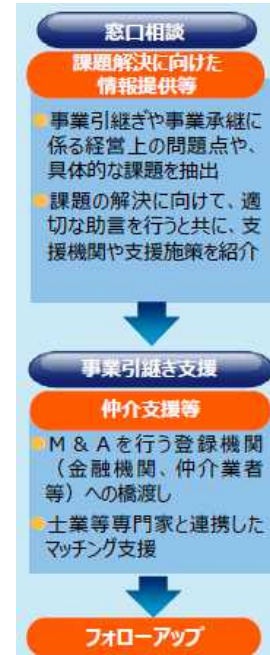 窓口相談
課題解決に向けた
情報提供等
事業引継ぎや事業承継に
係る経営上の問題点や、
具体的な課題を抽出
課題の解決に向けて、適
切な助言を行うと共に、支
援機関や支援施策を紹介
事業引継ぎ支援
仲介支援等
M&Aを行う登録機関
（金融機関、仲介業者
等）への橋渡し
士業等専門家と連携した
マッチング支援
フォローアップ